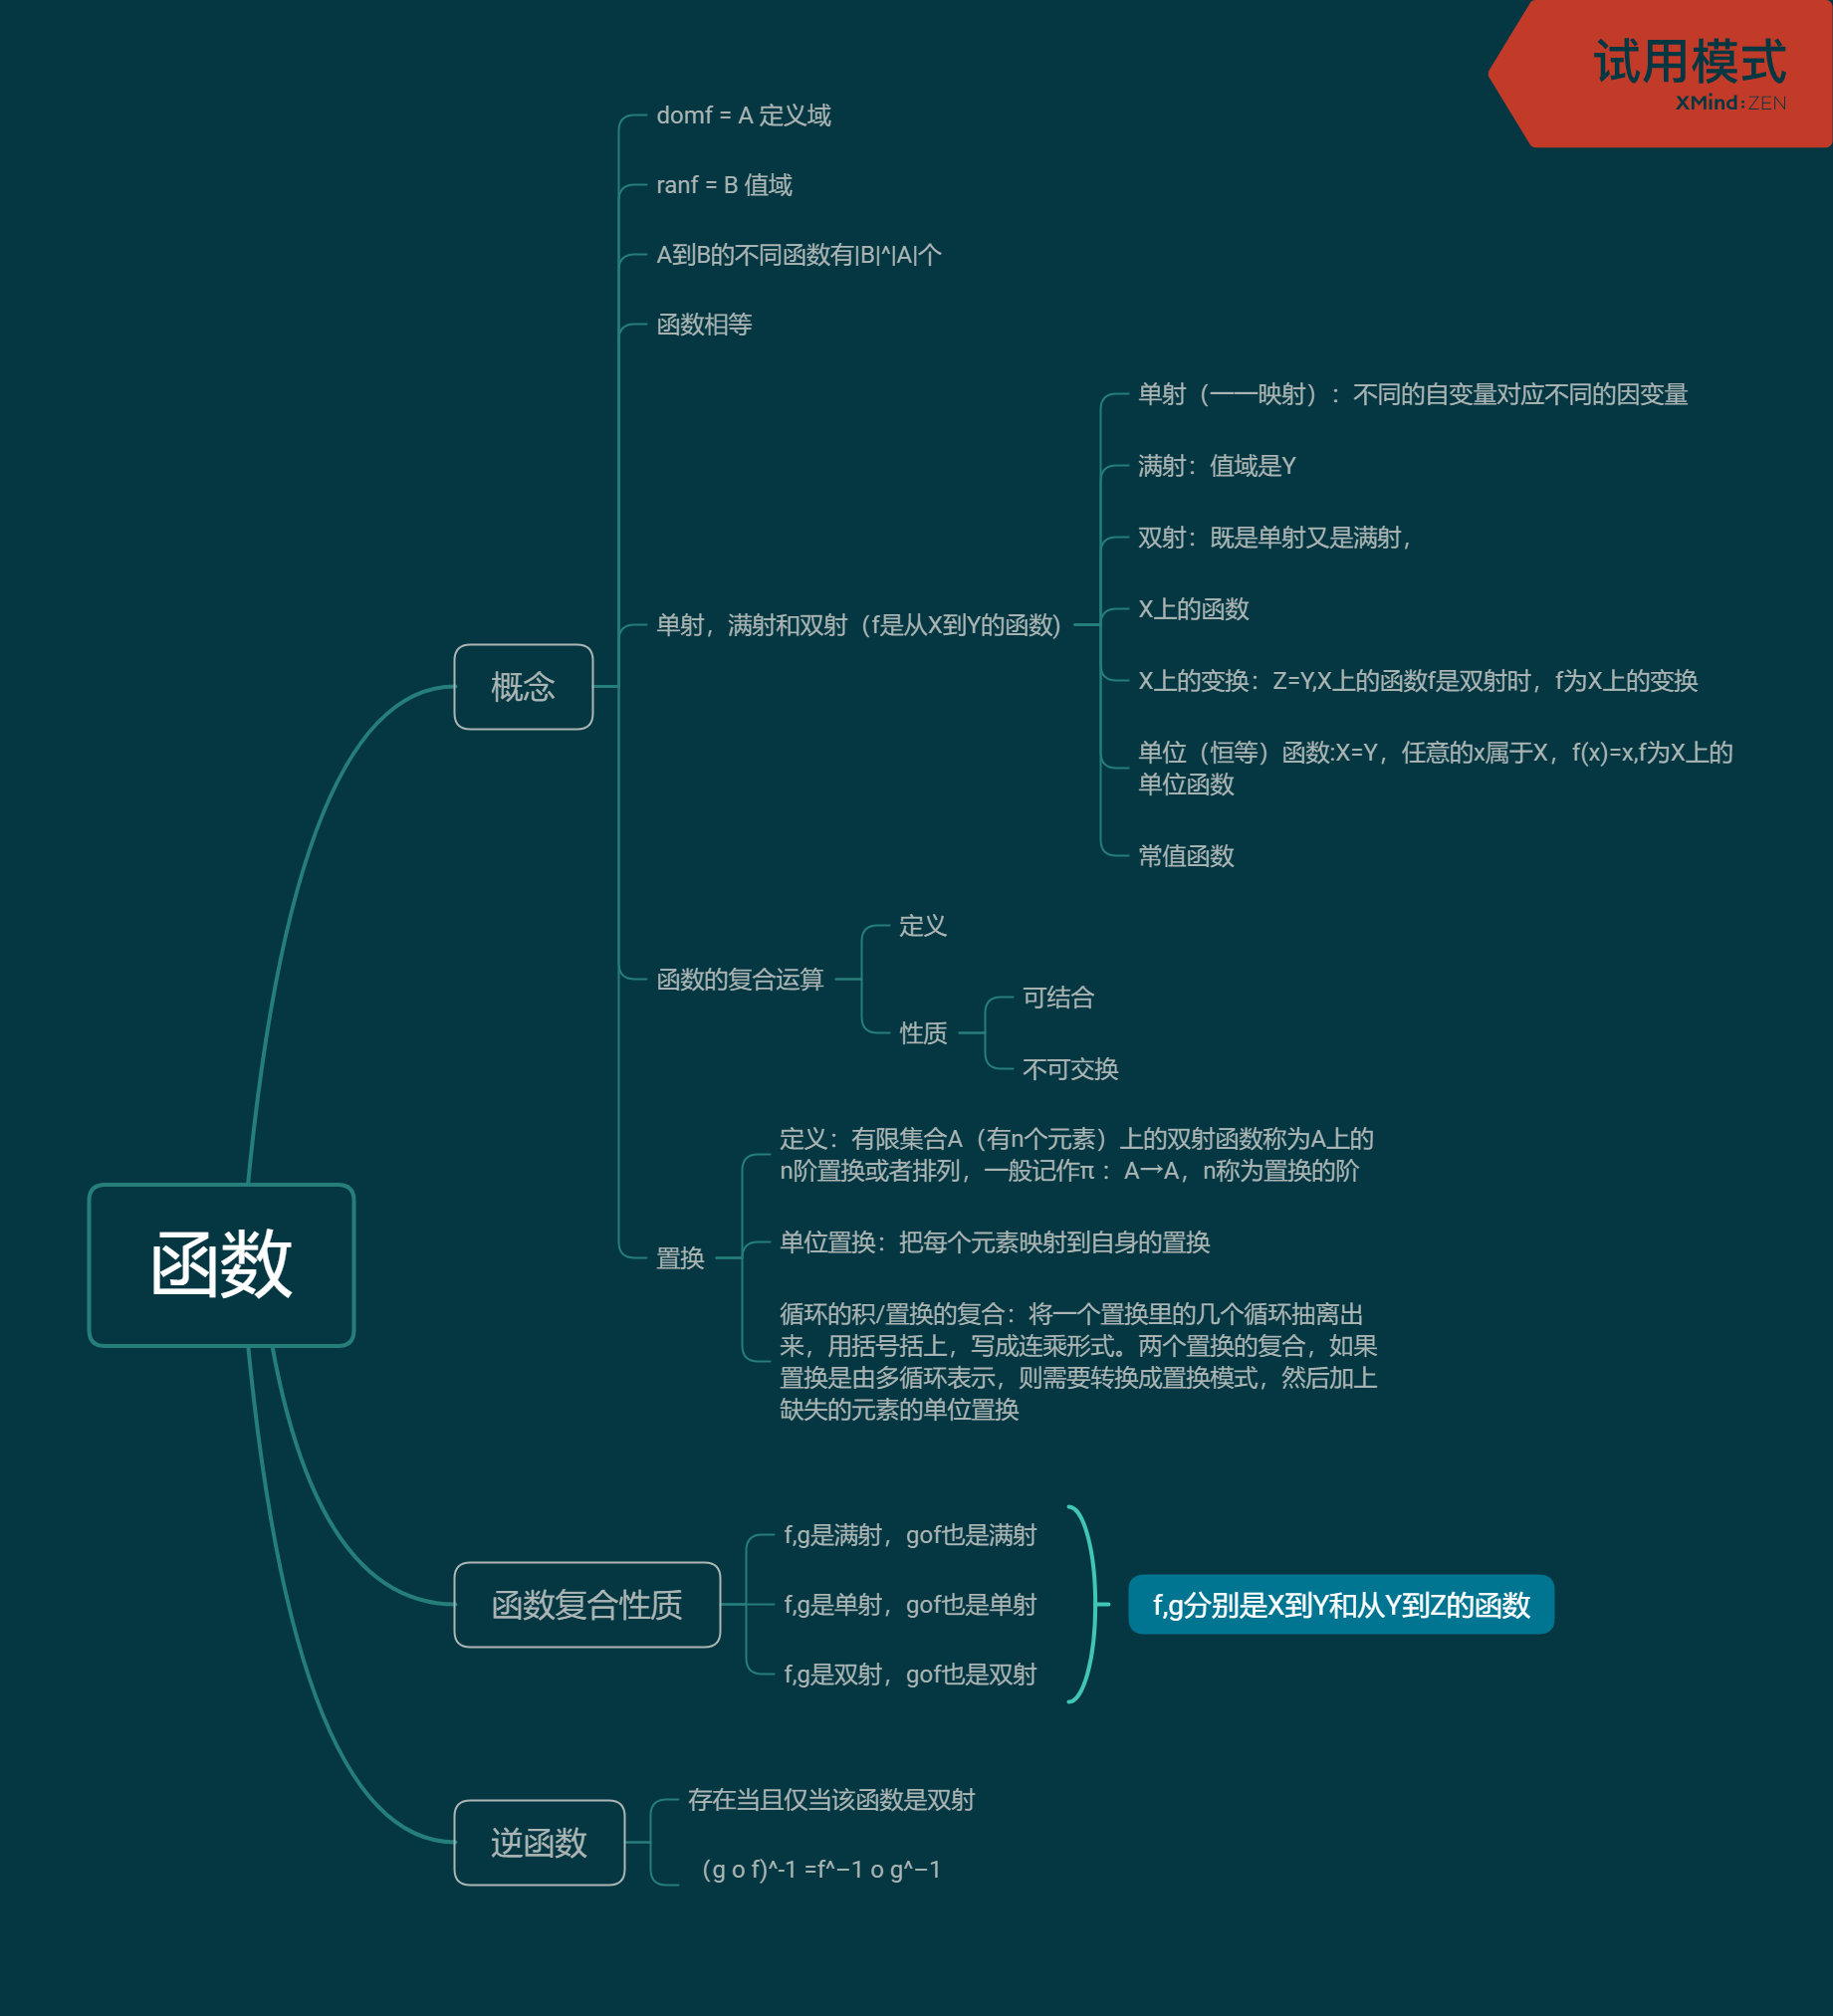 试用模式
XMind:ZEN
domf = A 定义域
ranf = B 值域
A到B的不同函数有|B|^|A|个
函数相等
单射（一一映射）：不同的自变量对应不同的因变量
满射：值域是Y
双射：既是单射又是满射，
X上的函数
单射，满射和双射（f是从X到Y的函数)
X上的变换：Z=Y,X上的函数f是双射时，f为X上的变换
概念
单位（恒等）函数:X=Y，任意的x属于X，f(x)=x,f为X上的
单位函数
常值函数
定义
函数的复合运算
可结合
性质
不可交换
定义：有限集合A（有n个元素）上的双射函数称为A上的
n阶置换或者排列，一般记作π：A→A，n称为置换的阶
单位置换：把每个元素映射到自身的置换
置换
函数
循环的积/置换的复合：将一个置换里的几个循环抽离出
来，用括号括上，写成连乘形式。两个置换的复合，如果
置换是由多循环表示，则需要转换成置换模式，然后加上
缺失的元素的单位置换
f,g是满射，gof也是满射
函数复合性质
f,g是单射，gof也是单射
f,g分别是X到Y和从Y到Z的函数
f,g是双射，gof也是双射
存在当且仅当该函数是双射
逆函数
（g o f)^-1 =f^−1 o g^−1